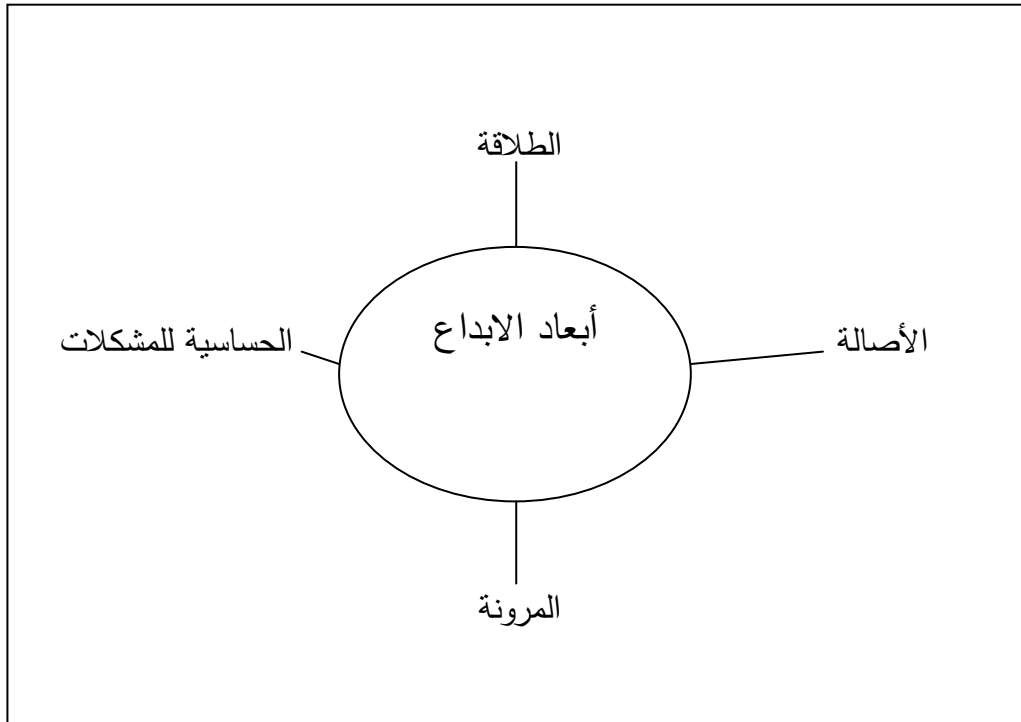 الطلاقة
أبعاد الابداع
الأصالة
الحساسية للمشكلات
المرونة